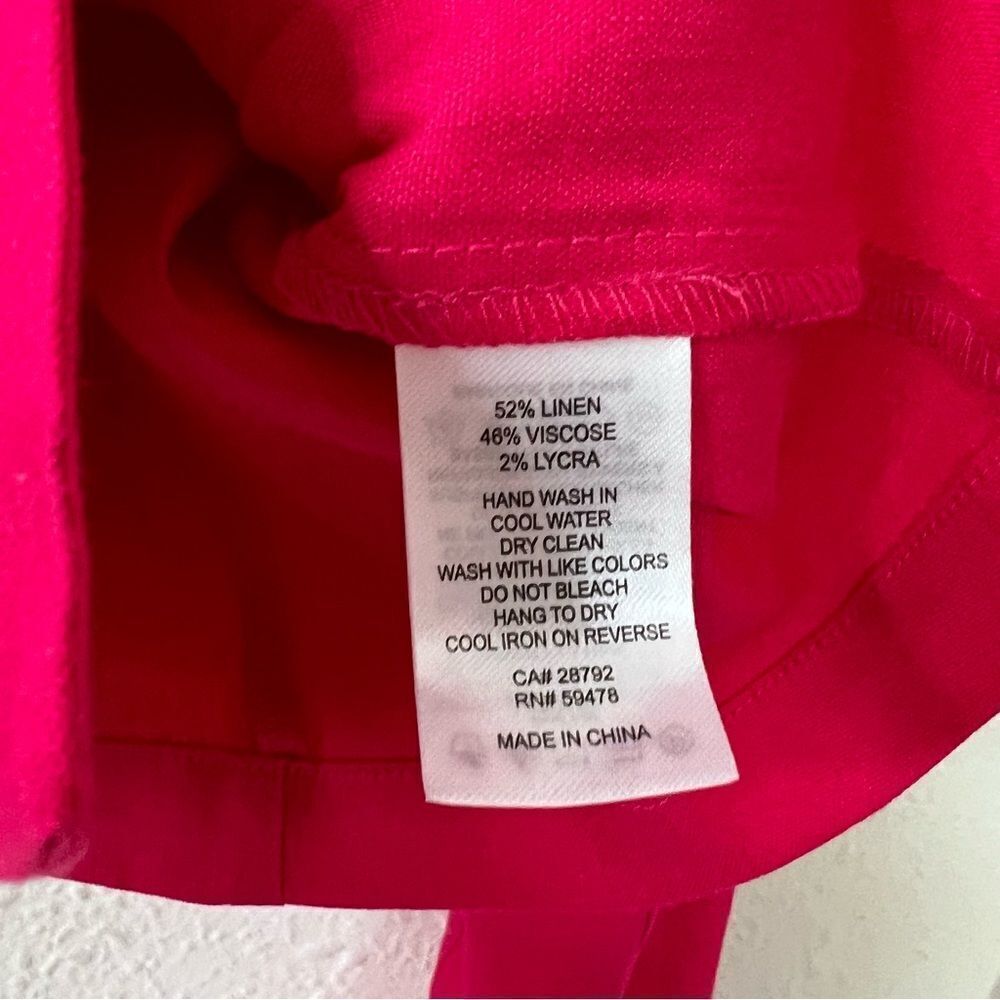 52% LINEN
46% VISCOSE
2% LYCRA
HAND WASH IN
COOL WATER
DRY CLEAN
WASH WITH LIKE COLORS
DO NOT BLEACH
HANG TO DRY
COOL IRON ON REVERSE
CA# 28792
RN# 59478
MADE IN CHINA